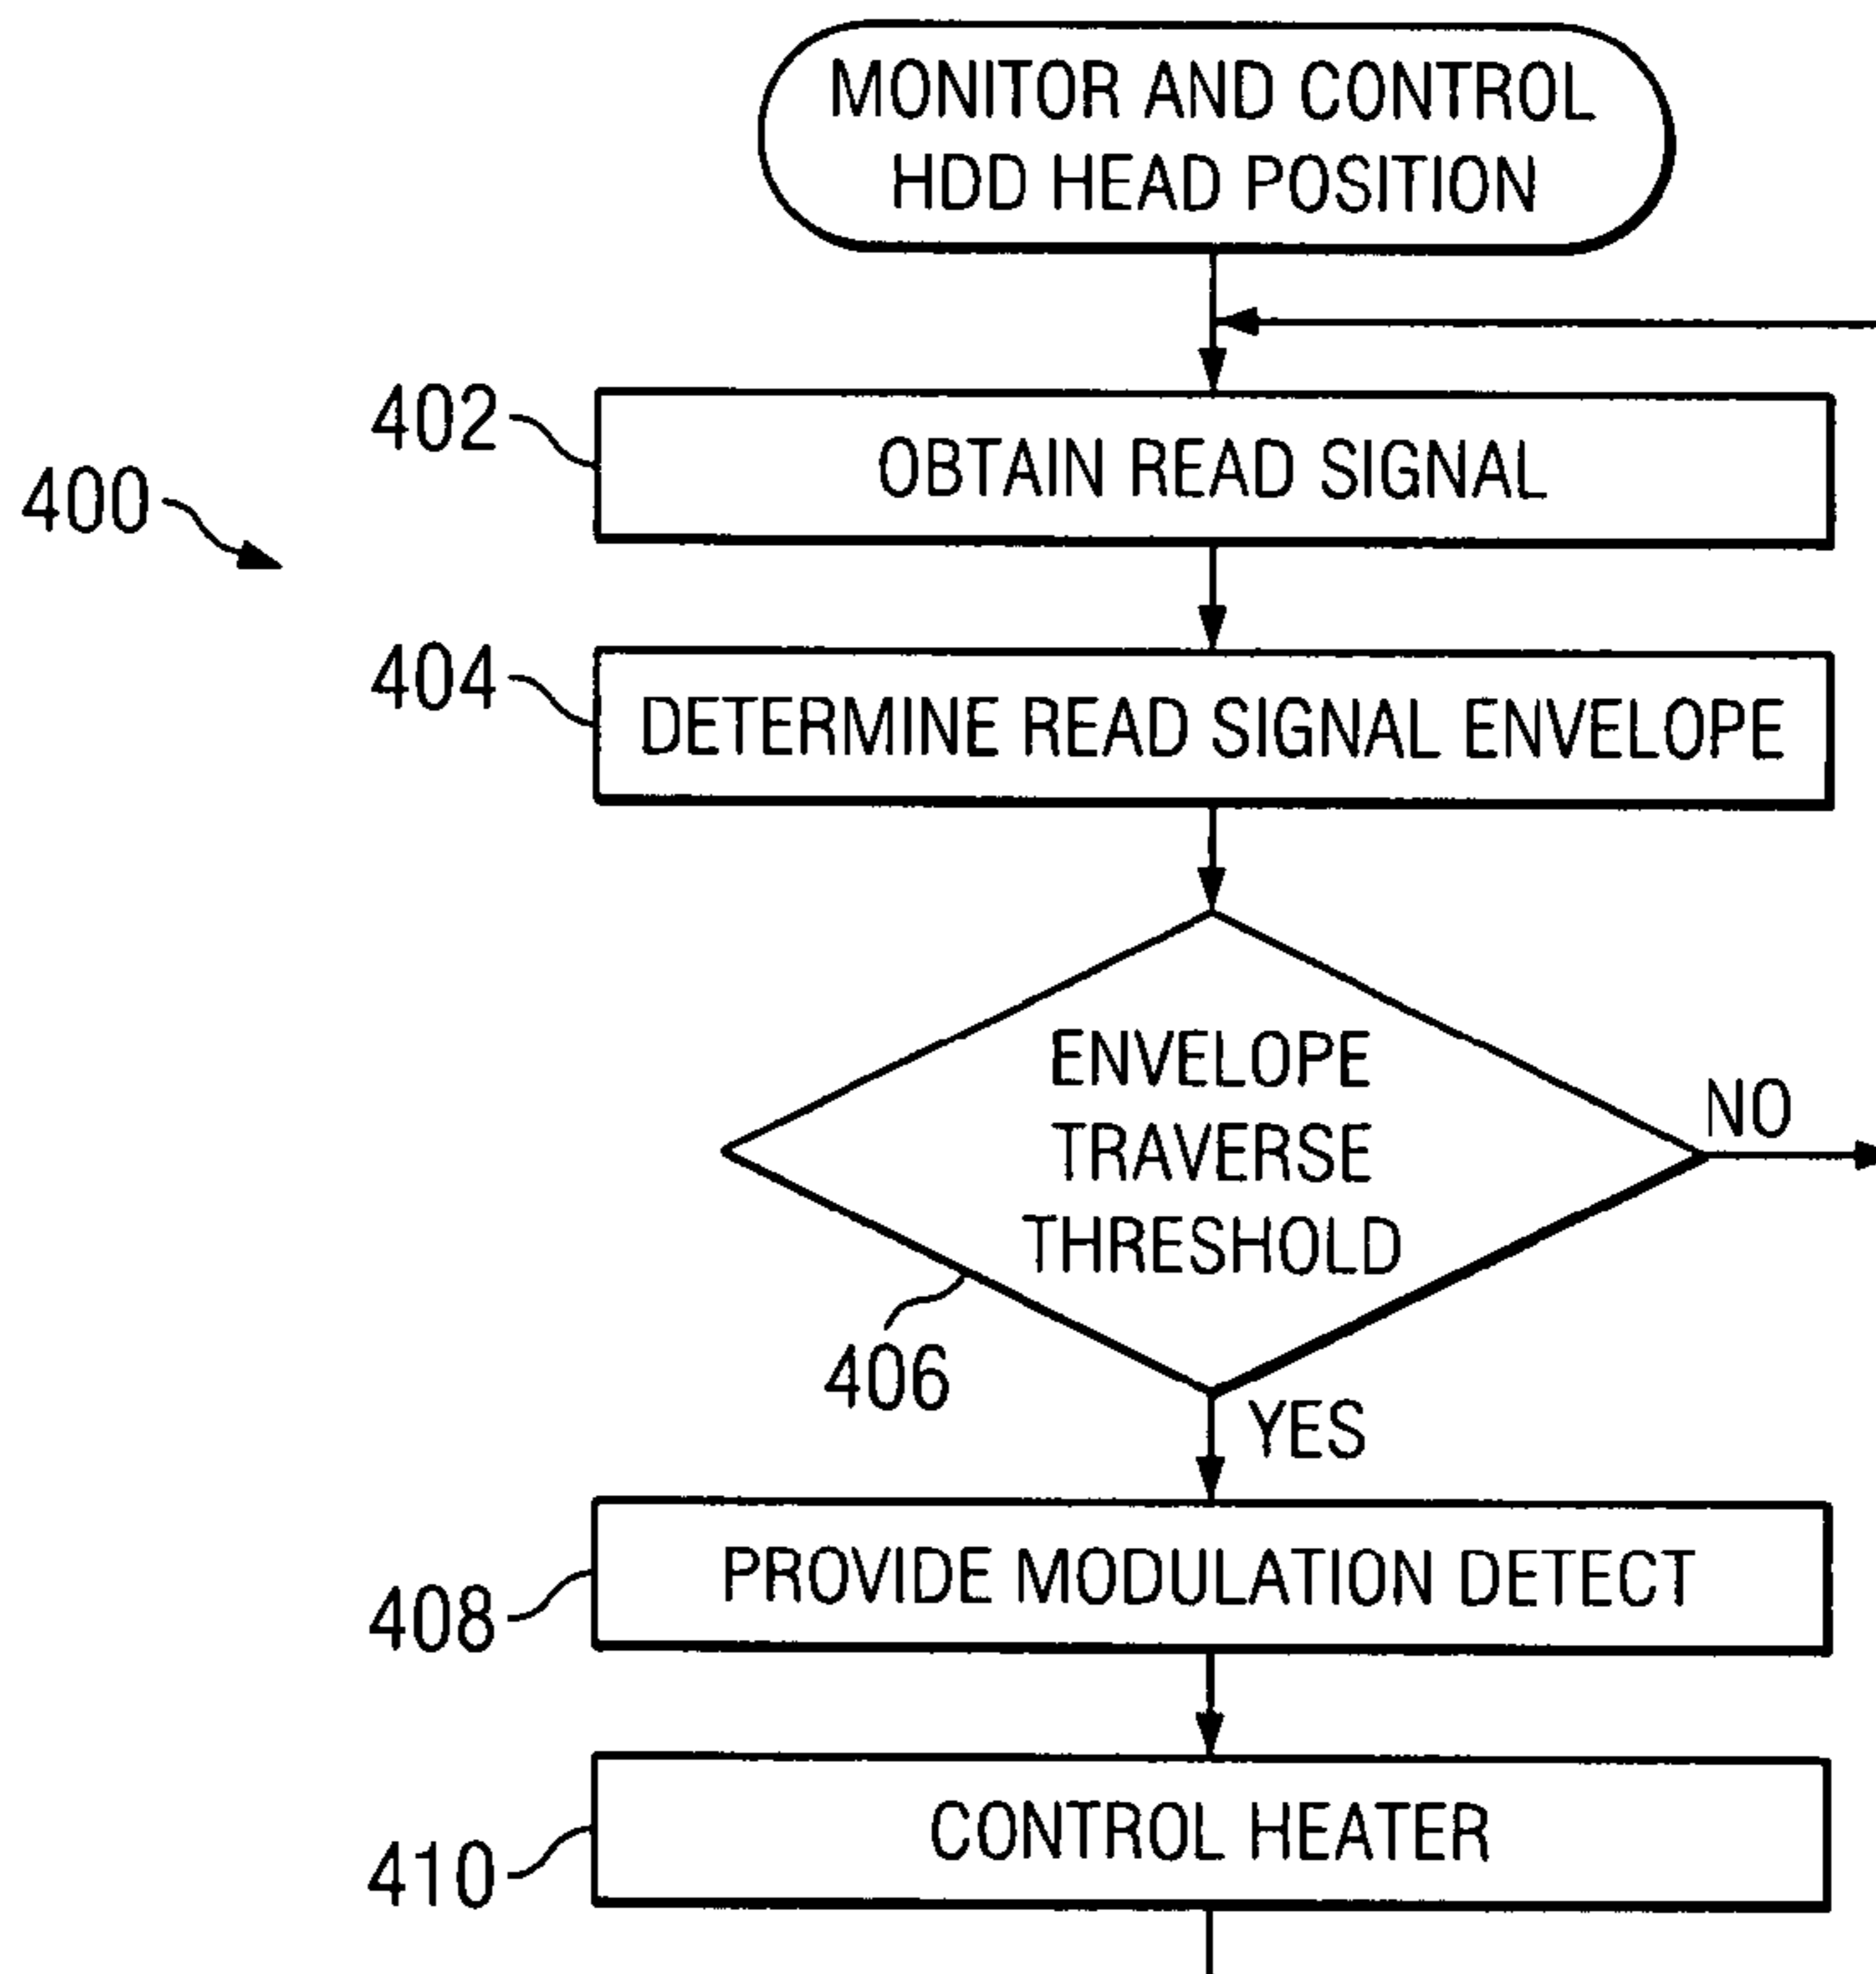 MONITOR AND CONTROL
HDD HEAD POSITION
402
OBTAIN READ SIGNAL
400
404
DETERMINE READ SIGNAL ENVELOPE
ENVELOPE
TRAVERSE
THRESHOLD
NO
406
YES
PROVIDE MODULATION DETECT
408
CONTROL HEATER
410